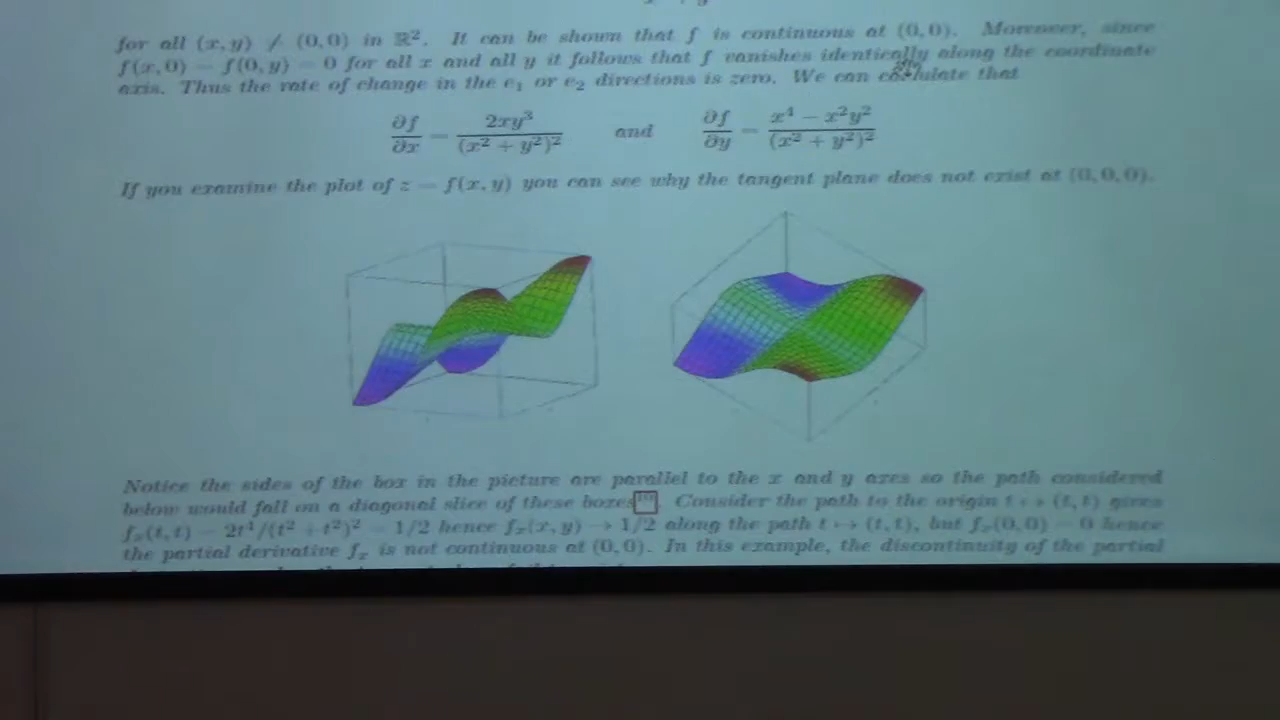 for all (x, y) ≠ (0, 0) in ℝ². It can be shown that f is continuous at (0, 0). Moreover, since
f(x, 0) = f(0, y) = 0 for all x and all y it follows that f vanishes identically along the coordinate
axis. Thus the rate of change in the e₁ or e₂ directions is zero. We can calculate that
∂f/∂x = 2xy³/(x² + y²)² and ∂f/∂y = (x⁴ − x²y²)/(x² + y²)²
If you examine the plot of z = f(x, y) you can see why the tangent plane does not exist at (0, 0, 0).
Notice the sides of the box in the picture are parallel to the x and y axes so the path considered
below would fall on a diagonal slice of these boxes. Consider the path to the origin t ↦ (t, t) gives
fₓ(t, t) = 2t⁴/(t² + t²)² = 1/2 hence fₓ(x, y) → 1/2 along the path t ↦ (t, t), but fₓ(0, 0) = 0 hence
the partial derivative fₓ is not continuous at (0, 0). In this example, the discontinuity of the partial